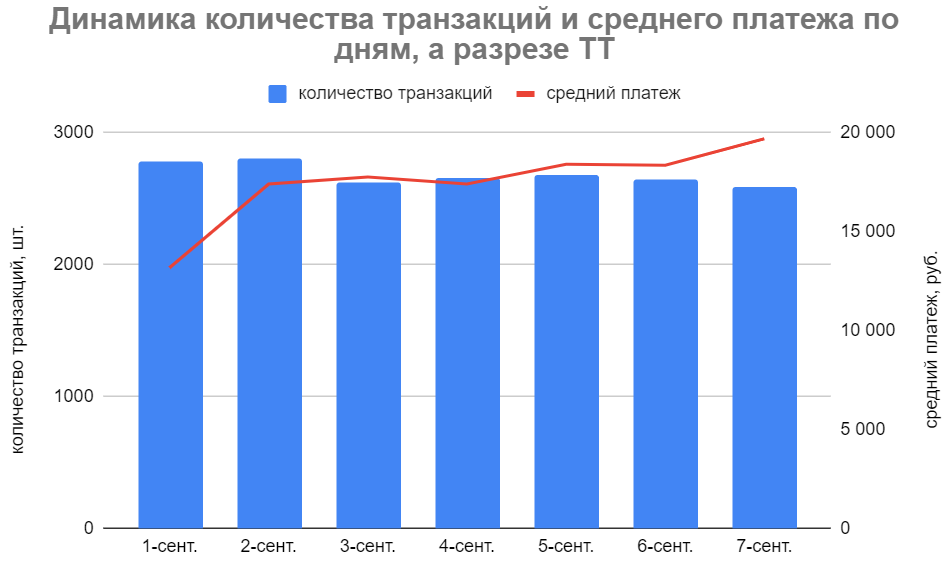 Динамика количества транзакций и среднего платежа по
дням, а разрезе ТТ
количество транзакций
средний платеж
3000
2000
1000
0
20 000
15 000
10 000
5 000
0
количество транзакций, шт.
средний платеж, руб.
1-сент.
2-сент.
3-сент.
4-сент.
5-сент.
6-сент.
7-сент.